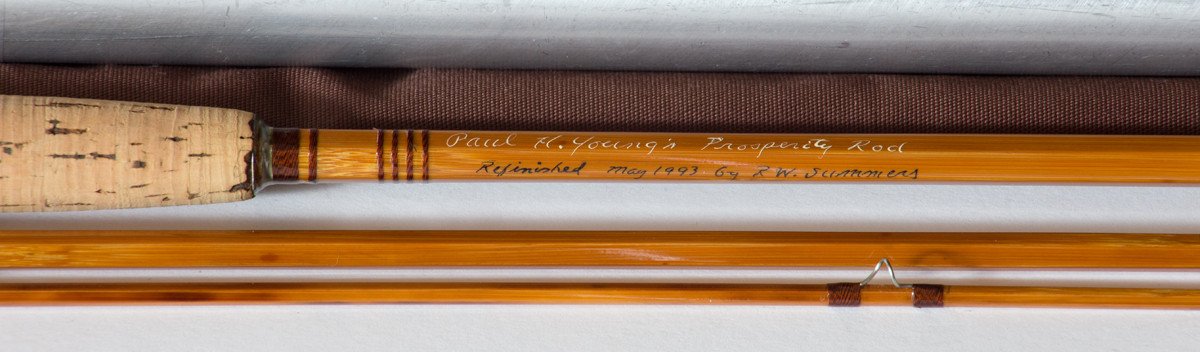 Paul H. Young's Prosperity Rod
Refinished May 1993 by R.W. Summers